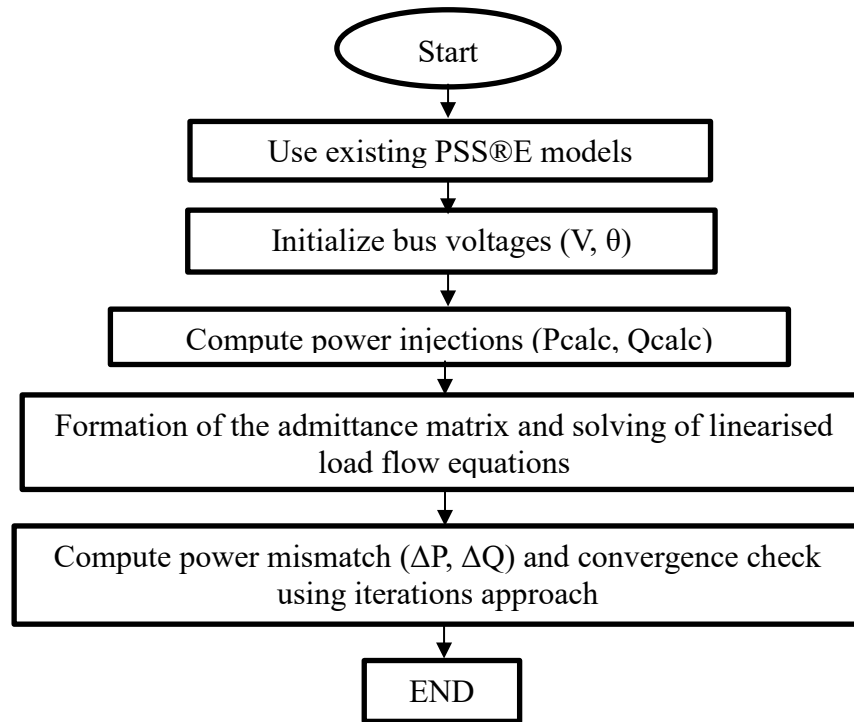 Start
Use existing PSS®E models
Initialize bus voltages (V, θ)
Compute power injections (Pcalc, Qcalc)
Formation of the admittance matrix and solving of linearised
load flow equations
Compute power mismatch (ΔP, ΔQ) and convergence check
using iterations approach
END